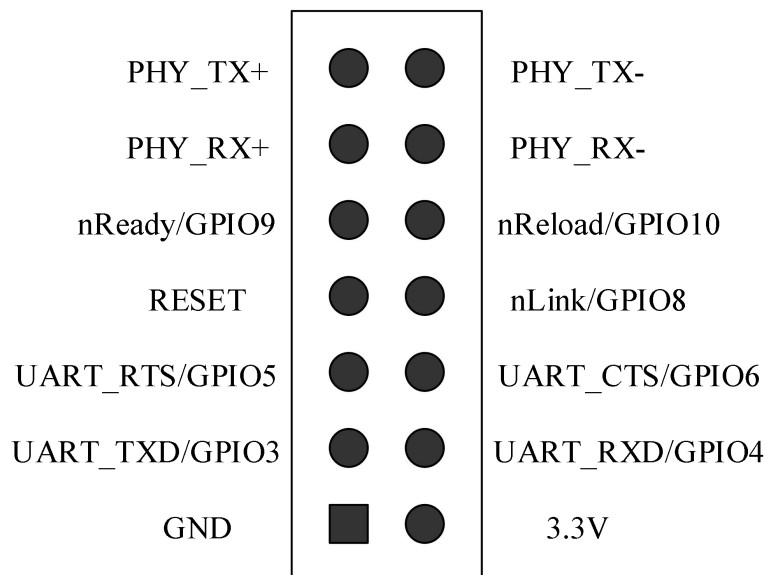 PHY_TX+ PHY_TX-
PHY_RX+ PHY_RX-
nReady/GPIO9 nReload/GPIO10
RESET nLink/GPIO8
UART_RTS/GPIO5 UART_CTS/GPIO6
UART_TXD/GPIO3 UART_RXD/GPIO4
GND 3.3V